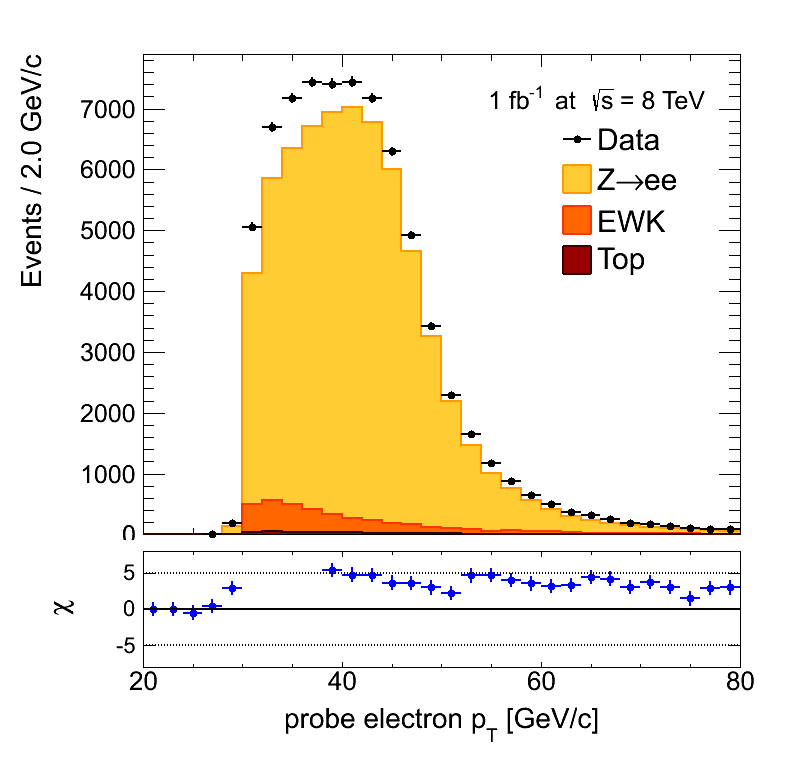 Events / 2.0 GeV/c
7000
6000
5000
4000
3000
2000
1000
0
1 fb⁻¹ at √s = 8 TeV
Data
Z→ee
EWK
Top
χ
5
0
-5
20 40 60 80
probe electron p_T [GeV/c]